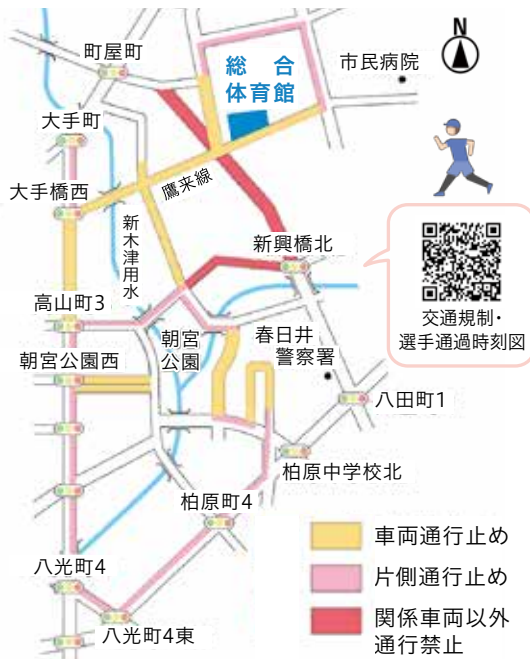 N
町屋町
総合
体育館
市民病院
大手町
大手橋西
鷹来線
新木津用水
新興橋北
高山町3
朝宮
公園
春日井
警察署
交通規制・
選手通過時刻図
朝宮公園西
八田町1
柏原中学校北
柏原町4
八光町4
八光町4東
車両通行止め
片側通行止め
関係車両以外
通行禁止